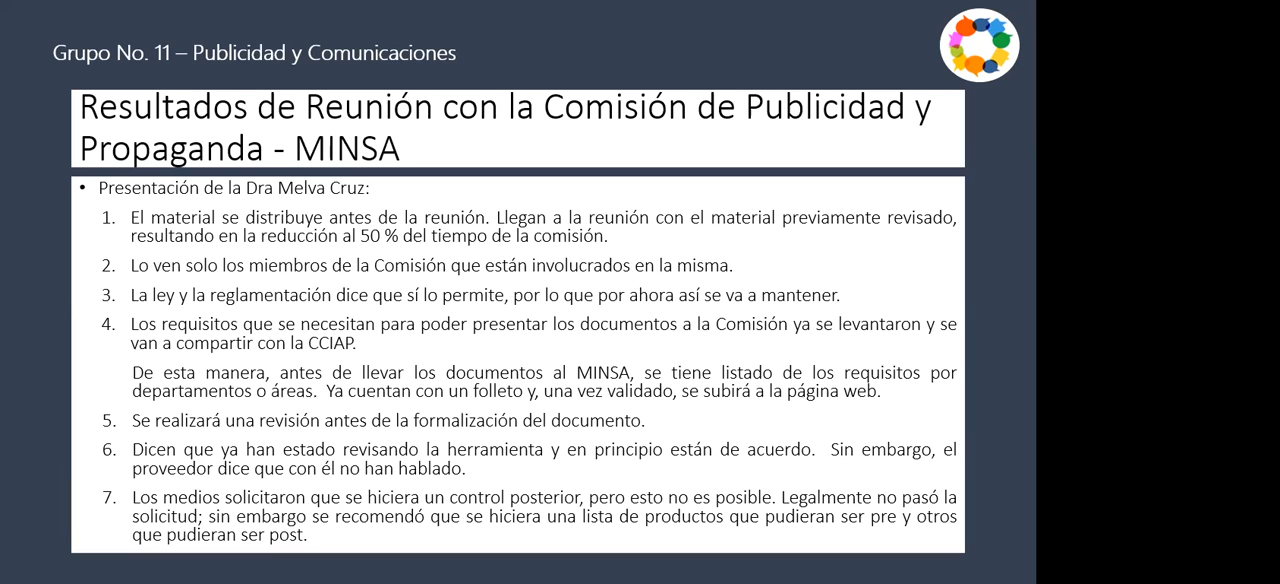 Grupo No. 11 – Publicidad y Comunicaciones
Resultados de Reunión con la Comisión de Publicidad y
Propaganda - MINSA
• Presentación de la Dra Melva Cruz:
1. El material se distribuye antes de la reunión. Llegan a la reunión con el material previamente revisado,
resultando en la reducción al 50 % del tiempo de la comisión.
2. Lo ven solo los miembros de la Comisión que están involucrados en la misma.
3. La ley y la reglamentación dice que sí lo permite, por lo que por ahora así se va a mantener.
4. Los requisitos que se necesitan para poder presentar los documentos a la Comisión ya se levantaron y se
van a compartir con la CCIAP.
De esta manera, antes de llevar los documentos al MINSA, se tiene listado de los requisitos por
departamentos o áreas. Ya cuentan con un folleto y, una vez validado, se subirá a la página web.
5. Se realizará una revisión antes de la formalización del documento.
6. Dicen que ya han estado revisando la herramienta y en principio están de acuerdo. Sin embargo, el
proveedor dice que con él no han hablado.
7. Los medios solicitaron que se hiciera un control posterior, pero esto no es posible. Legalmente no pasó la
solicitud; sin embargo se recomendó que se hiciera una lista de productos que pudieran ser pre y otros
que pudieran ser post.